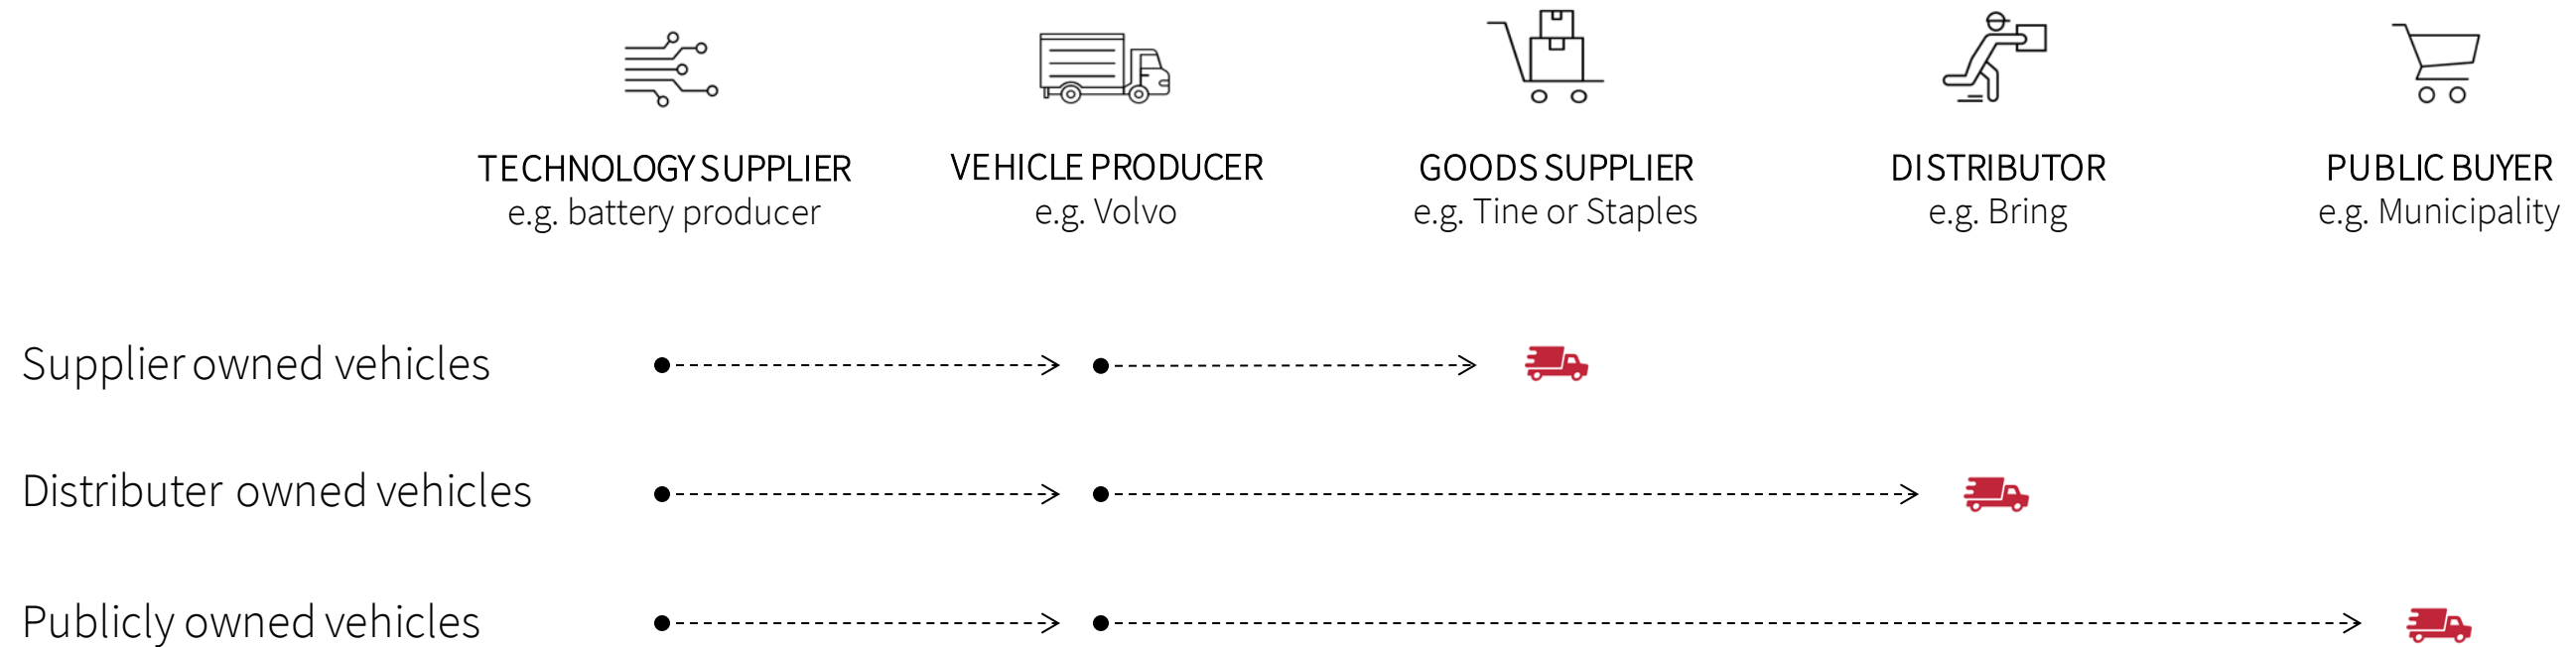 TECHNOLOGY SUPPLIER
e.g. battery producer
VEHICLE PRODUCER
e.g. Volvo
GOODS SUPPLIER
e.g. Tine or Staples
DISTRIBUTOR
e.g. Bring
PUBLIC BUYER
e.g. Municipality
Supplier owned vehicles
Distributer owned vehicles
Publicly owned vehicles